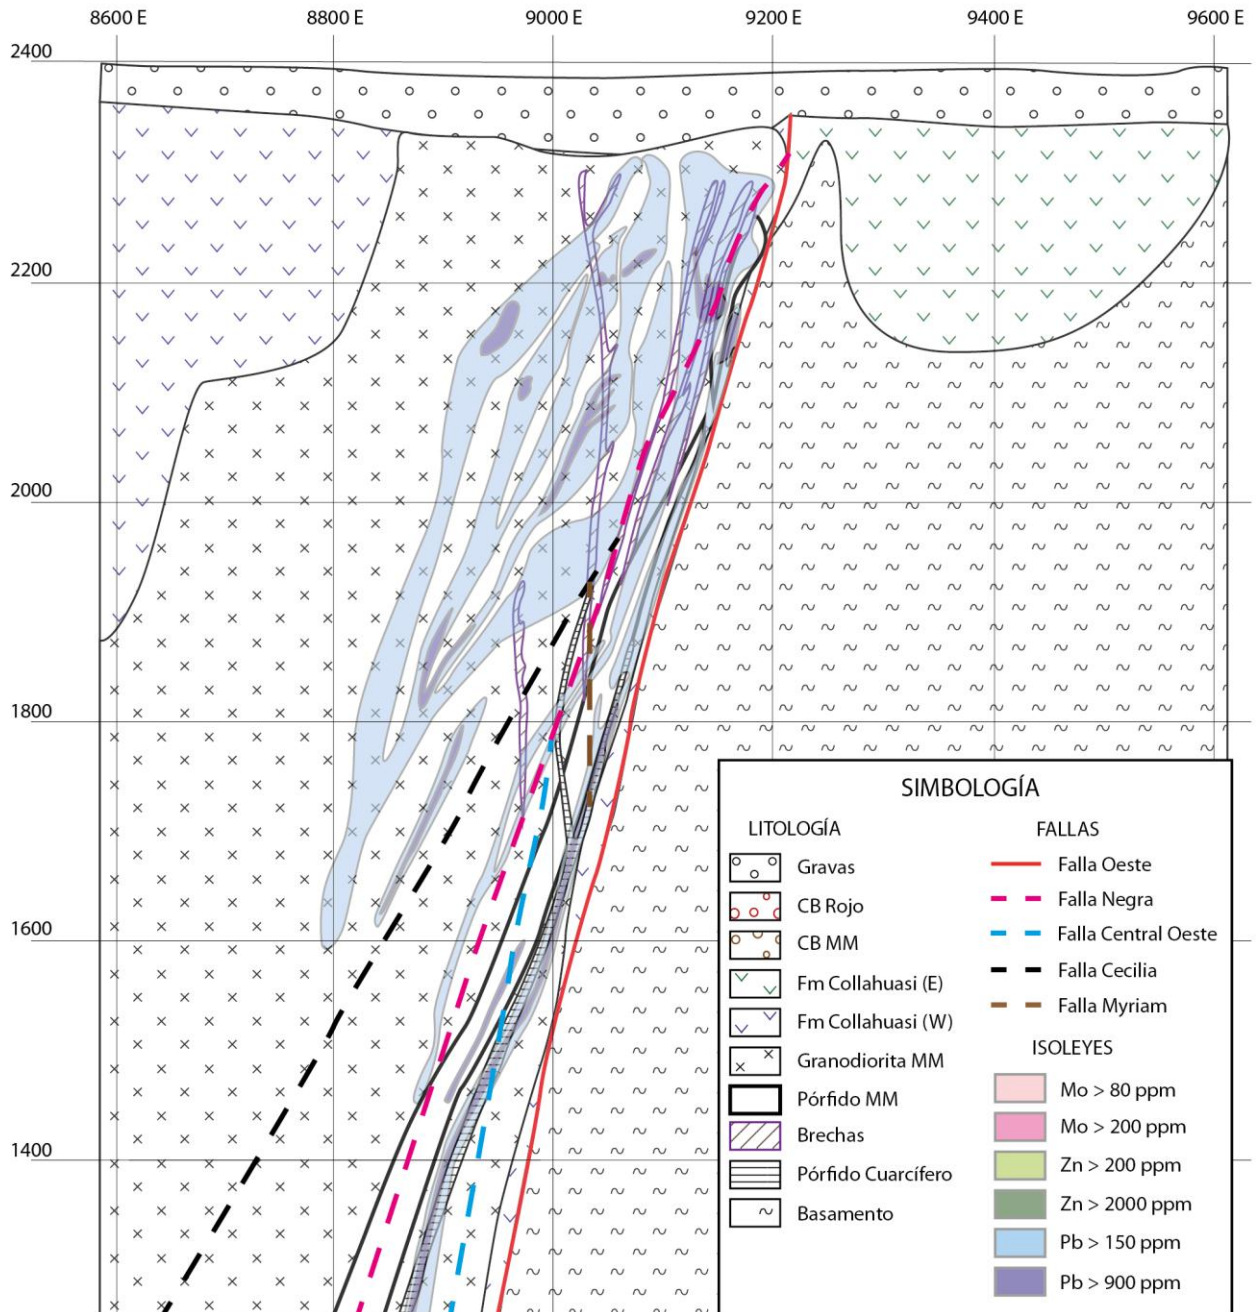 8600 E 8800 E 9000 E 9200 E 9400 E 9600 E
2400
2200
2000
1800
1600
1400
SIMBOLOGÍA
LITOLOGÍA
Gravas
CB Rojo
CB MM
Fm Collahuasi (E)
Fm Collahuasi (W)
Granodiorita MM
Pórfido MM
Brechas
Pórfido Cuarcífero
Basamento
FALLAS
Falla Oeste
Falla Negra
Falla Central Oeste
Falla Cecilia
Falla Myriam
ISOLEYES
Mo > 80 ppm
Mo > 200 ppm
Zn > 200 ppm
Zn > 2000 ppm
Pb > 150 ppm
Pb > 900 ppm